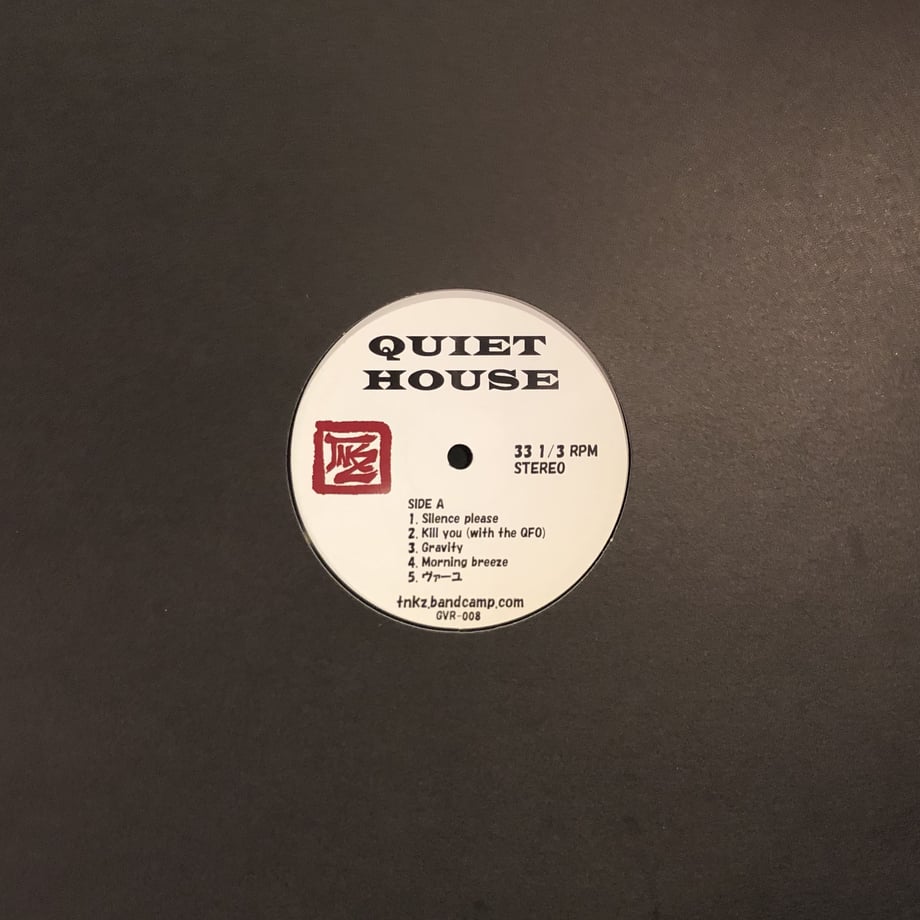 QUIET
HOUSE
TNKZ
33 1/3 RPM
STEREO
SIDE A
1. Silence please
2. Kill you (with the QFO)
3. Gravity
4. Morning breeze
5. ヴァーユ
tnkz.bandcamp.com
GVR-008